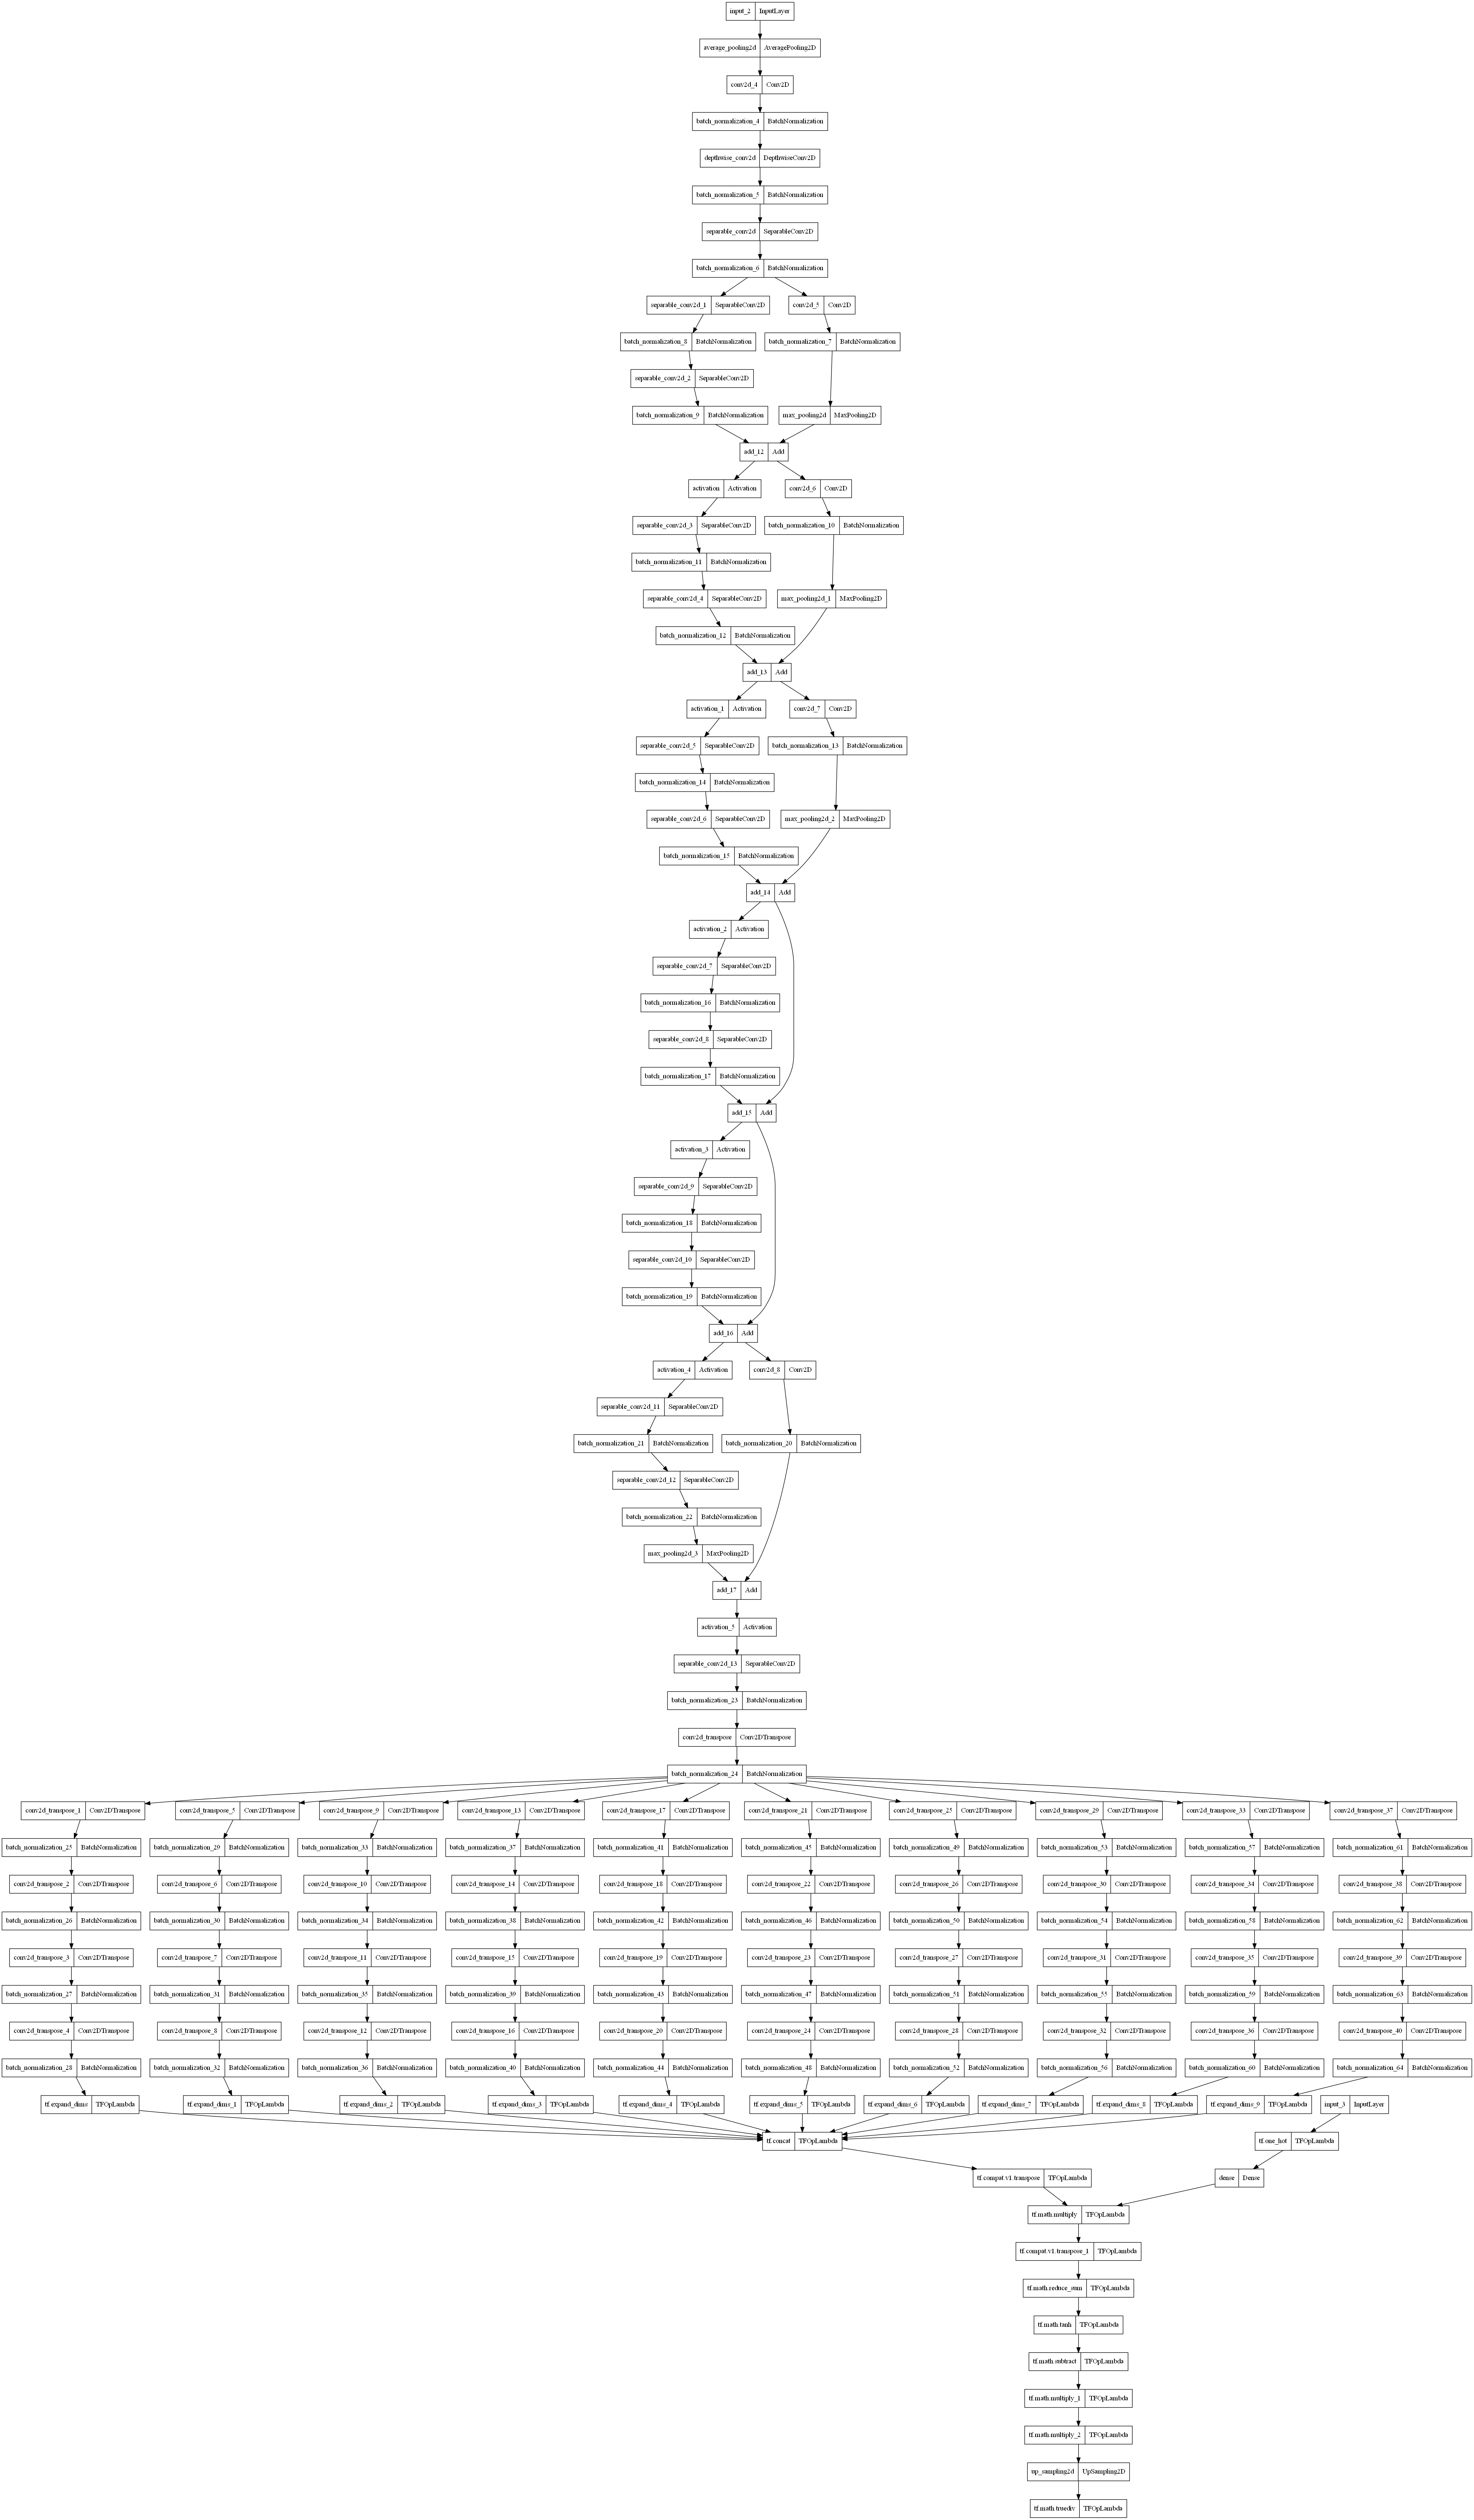 input_2 InputLayer
average_pooling2d AveragePooling2D
conv2d_4 Conv2D
batch_normalization_4 BatchNormalization
depthwise_conv2d DepthwiseConv2D
batch_normalization_5 BatchNormalization
separable_conv2d SeparableConv2D
batch_normalization_6 BatchNormalization
separable_conv2d_1 SeparableConv2D conv2d_5 Conv2D
batch_normalization_8 BatchNormalization batch_normalization_7 BatchNormalization
separable_conv2d_2 SeparableConv2D
batch_normalization_9 BatchNormalization max_pooling2d MaxPooling2D
add_12 Add
activation Activation conv2d_6 Conv2D
separable_conv2d_3 SeparableConv2D batch_normalization_10 BatchNormalization
batch_normalization_11 BatchNormalization
separable_conv2d_4 SeparableConv2D max_pooling2d_1 MaxPooling2D
batch_normalization_12 BatchNormalization
add_13 Add
activation_1 Activation conv2d_7 Conv2D
separable_conv2d_5 SeparableConv2D batch_normalization_13 BatchNormalization
batch_normalization_14 BatchNormalization
separable_conv2d_6 SeparableConv2D max_pooling2d_2 MaxPooling2D
batch_normalization_15 BatchNormalization
add_14 Add
activation_2 Activation
separable_conv2d_7 SeparableConv2D
batch_normalization_16 BatchNormalization
separable_conv2d_8 SeparableConv2D
batch_normalization_17 BatchNormalization
add_15 Add
activation_3 Activation
separable_conv2d_9 SeparableConv2D
batch_normalization_18 BatchNormalization
separable_conv2d_10 SeparableConv2D
batch_normalization_19 BatchNormalization
add_16 Add
activation_4 Activation conv2d_8 Conv2D
separable_conv2d_11 SeparableConv2D
batch_normalization_21 BatchNormalization batch_normalization_20 BatchNormalization
separable_conv2d_12 SeparableConv2D
batch_normalization_22 BatchNormalization
max_pooling2d_3 MaxPooling2D
add_17 Add
activation_5 Activation
separable_conv2d_13 SeparableConv2D
batch_normalization_23 BatchNormalization
conv2d_transpose Conv2DTranspose
batch_normalization_24 BatchNormalization
conv2d_transpose_1 Conv2DTranspose conv2d_transpose_5 Conv2DTranspose conv2d_transpose_9 Conv2DTranspose conv2d_transpose_13 Conv2DTranspose conv2d_transpose_17 Conv2DTranspose conv2d_transpose_21 Conv2DTranspose conv2d_transpose_25 Conv2DTranspose conv2d_transpose_29 Conv2DTranspose conv2d_transpose_33 Conv2DTranspose conv2d_transpose_37 Conv2DTranspose
batch_normalization_25 BatchNormalization batch_normalization_29 BatchNormalization batch_normalization_33 BatchNormalization batch_normalization_37 BatchNormalization batch_normalization_41 BatchNormalization batch_normalization_45 BatchNormalization batch_normalization_49 BatchNormalization batch_normalization_53 BatchNormalization batch_normalization_57 BatchNormalization batch_normalization_61 BatchNormalization
conv2d_transpose_2 Conv2DTranspose conv2d_transpose_6 Conv2DTranspose conv2d_transpose_10 Conv2DTranspose conv2d_transpose_14 Conv2DTranspose conv2d_transpose_18 Conv2DTranspose conv2d_transpose_22 Conv2DTranspose conv2d_transpose_26 Conv2DTranspose conv2d_transpose_30 Conv2DTranspose conv2d_transpose_34 Conv2DTranspose conv2d_transpose_38 Conv2DTranspose
batch_normalization_26 BatchNormalization batch_normalization_30 BatchNormalization batch_normalization_34 BatchNormalization batch_normalization_38 BatchNormalization batch_normalization_42 BatchNormalization batch_normalization_46 BatchNormalization batch_normalization_50 BatchNormalization batch_normalization_54 BatchNormalization batch_normalization_58 BatchNormalization batch_normalization_62 BatchNormalization
conv2d_transpose_3 Conv2DTranspose conv2d_transpose_7 Conv2DTranspose conv2d_transpose_11 Conv2DTranspose conv2d_transpose_15 Conv2DTranspose conv2d_transpose_19 Conv2DTranspose conv2d_transpose_23 Conv2DTranspose conv2d_transpose_27 Conv2DTranspose conv2d_transpose_31 Conv2DTranspose conv2d_transpose_35 Conv2DTranspose conv2d_transpose_39 Conv2DTranspose
batch_normalization_27 BatchNormalization batch_normalization_31 BatchNormalization batch_normalization_35 BatchNormalization batch_normalization_39 BatchNormalization batch_normalization_43 BatchNormalization batch_normalization_47 BatchNormalization batch_normalization_51 BatchNormalization batch_normalization_55 BatchNormalization batch_normalization_59 BatchNormalization batch_normalization_63 BatchNormalization
conv2d_transpose_4 Conv2DTranspose conv2d_transpose_8 Conv2DTranspose conv2d_transpose_12 Conv2DTranspose conv2d_transpose_16 Conv2DTranspose conv2d_transpose_20 Conv2DTranspose conv2d_transpose_24 Conv2DTranspose conv2d_transpose_28 Conv2DTranspose conv2d_transpose_32 Conv2DTranspose conv2d_transpose_36 Conv2DTranspose conv2d_transpose_40 Conv2DTranspose
batch_normalization_28 BatchNormalization batch_normalization_32 BatchNormalization batch_normalization_36 BatchNormalization batch_normalization_40 BatchNormalization batch_normalization_44 BatchNormalization batch_normalization_48 BatchNormalization batch_normalization_52 BatchNormalization batch_normalization_56 BatchNormalization batch_normalization_60 BatchNormalization batch_normalization_64 BatchNormalization
tf.expand_dims TFOpLambda tf.expand_dims_1 TFOpLambda tf.expand_dims_2 TFOpLambda tf.expand_dims_3 TFOpLambda tf.expand_dims_4 TFOpLambda tf.expand_dims_5 TFOpLambda tf.expand_dims_6 TFOpLambda tf.expand_dims_7 TFOpLambda tf.expand_dims_8 TFOpLambda tf.expand_dims_9 TFOpLambda input_3 InputLayer
tf.concat TFOpLambda tf.one_hot TFOpLambda
tf.compat.v1.transpose TFOpLambda dense Dense
tf.math.multiply TFOpLambda
tf.compat.v1.transpose_1 TFOpLambda
tf.math.reduce_sum TFOpLambda
tf.math.tanh TFOpLambda
tf.math.subtract TFOpLambda
tf.math.multiply_1 TFOpLambda
tf.math.multiply_2 TFOpLambda
up_sampling2d UpSampling2D
tf.math.truediv TFOpLambda